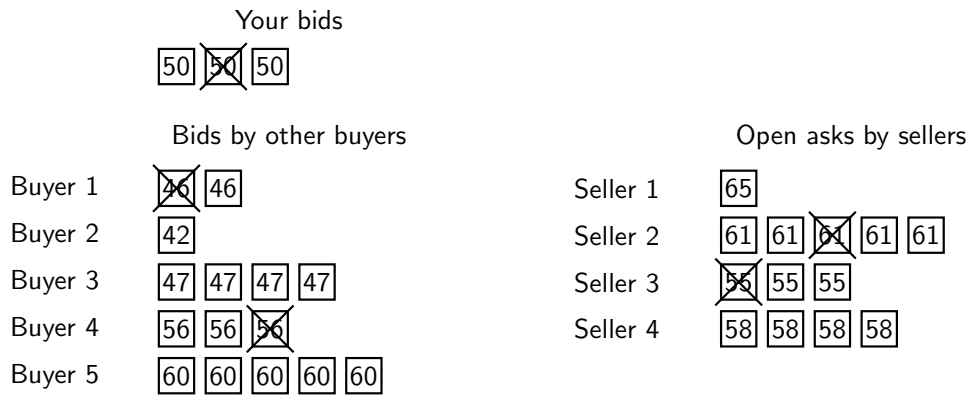 Your bids
50 50 50
Bids by other buyers
Buyer 1 46 46
Buyer 2 42
Buyer 3 47 47 47 47
Buyer 4 56 56 56
Buyer 5 60 60 60 60 60
Open asks by sellers
Seller 1 65
Seller 2 61 61 61 61 61
Seller 3 55 55 55
Seller 4 58 58 58 58